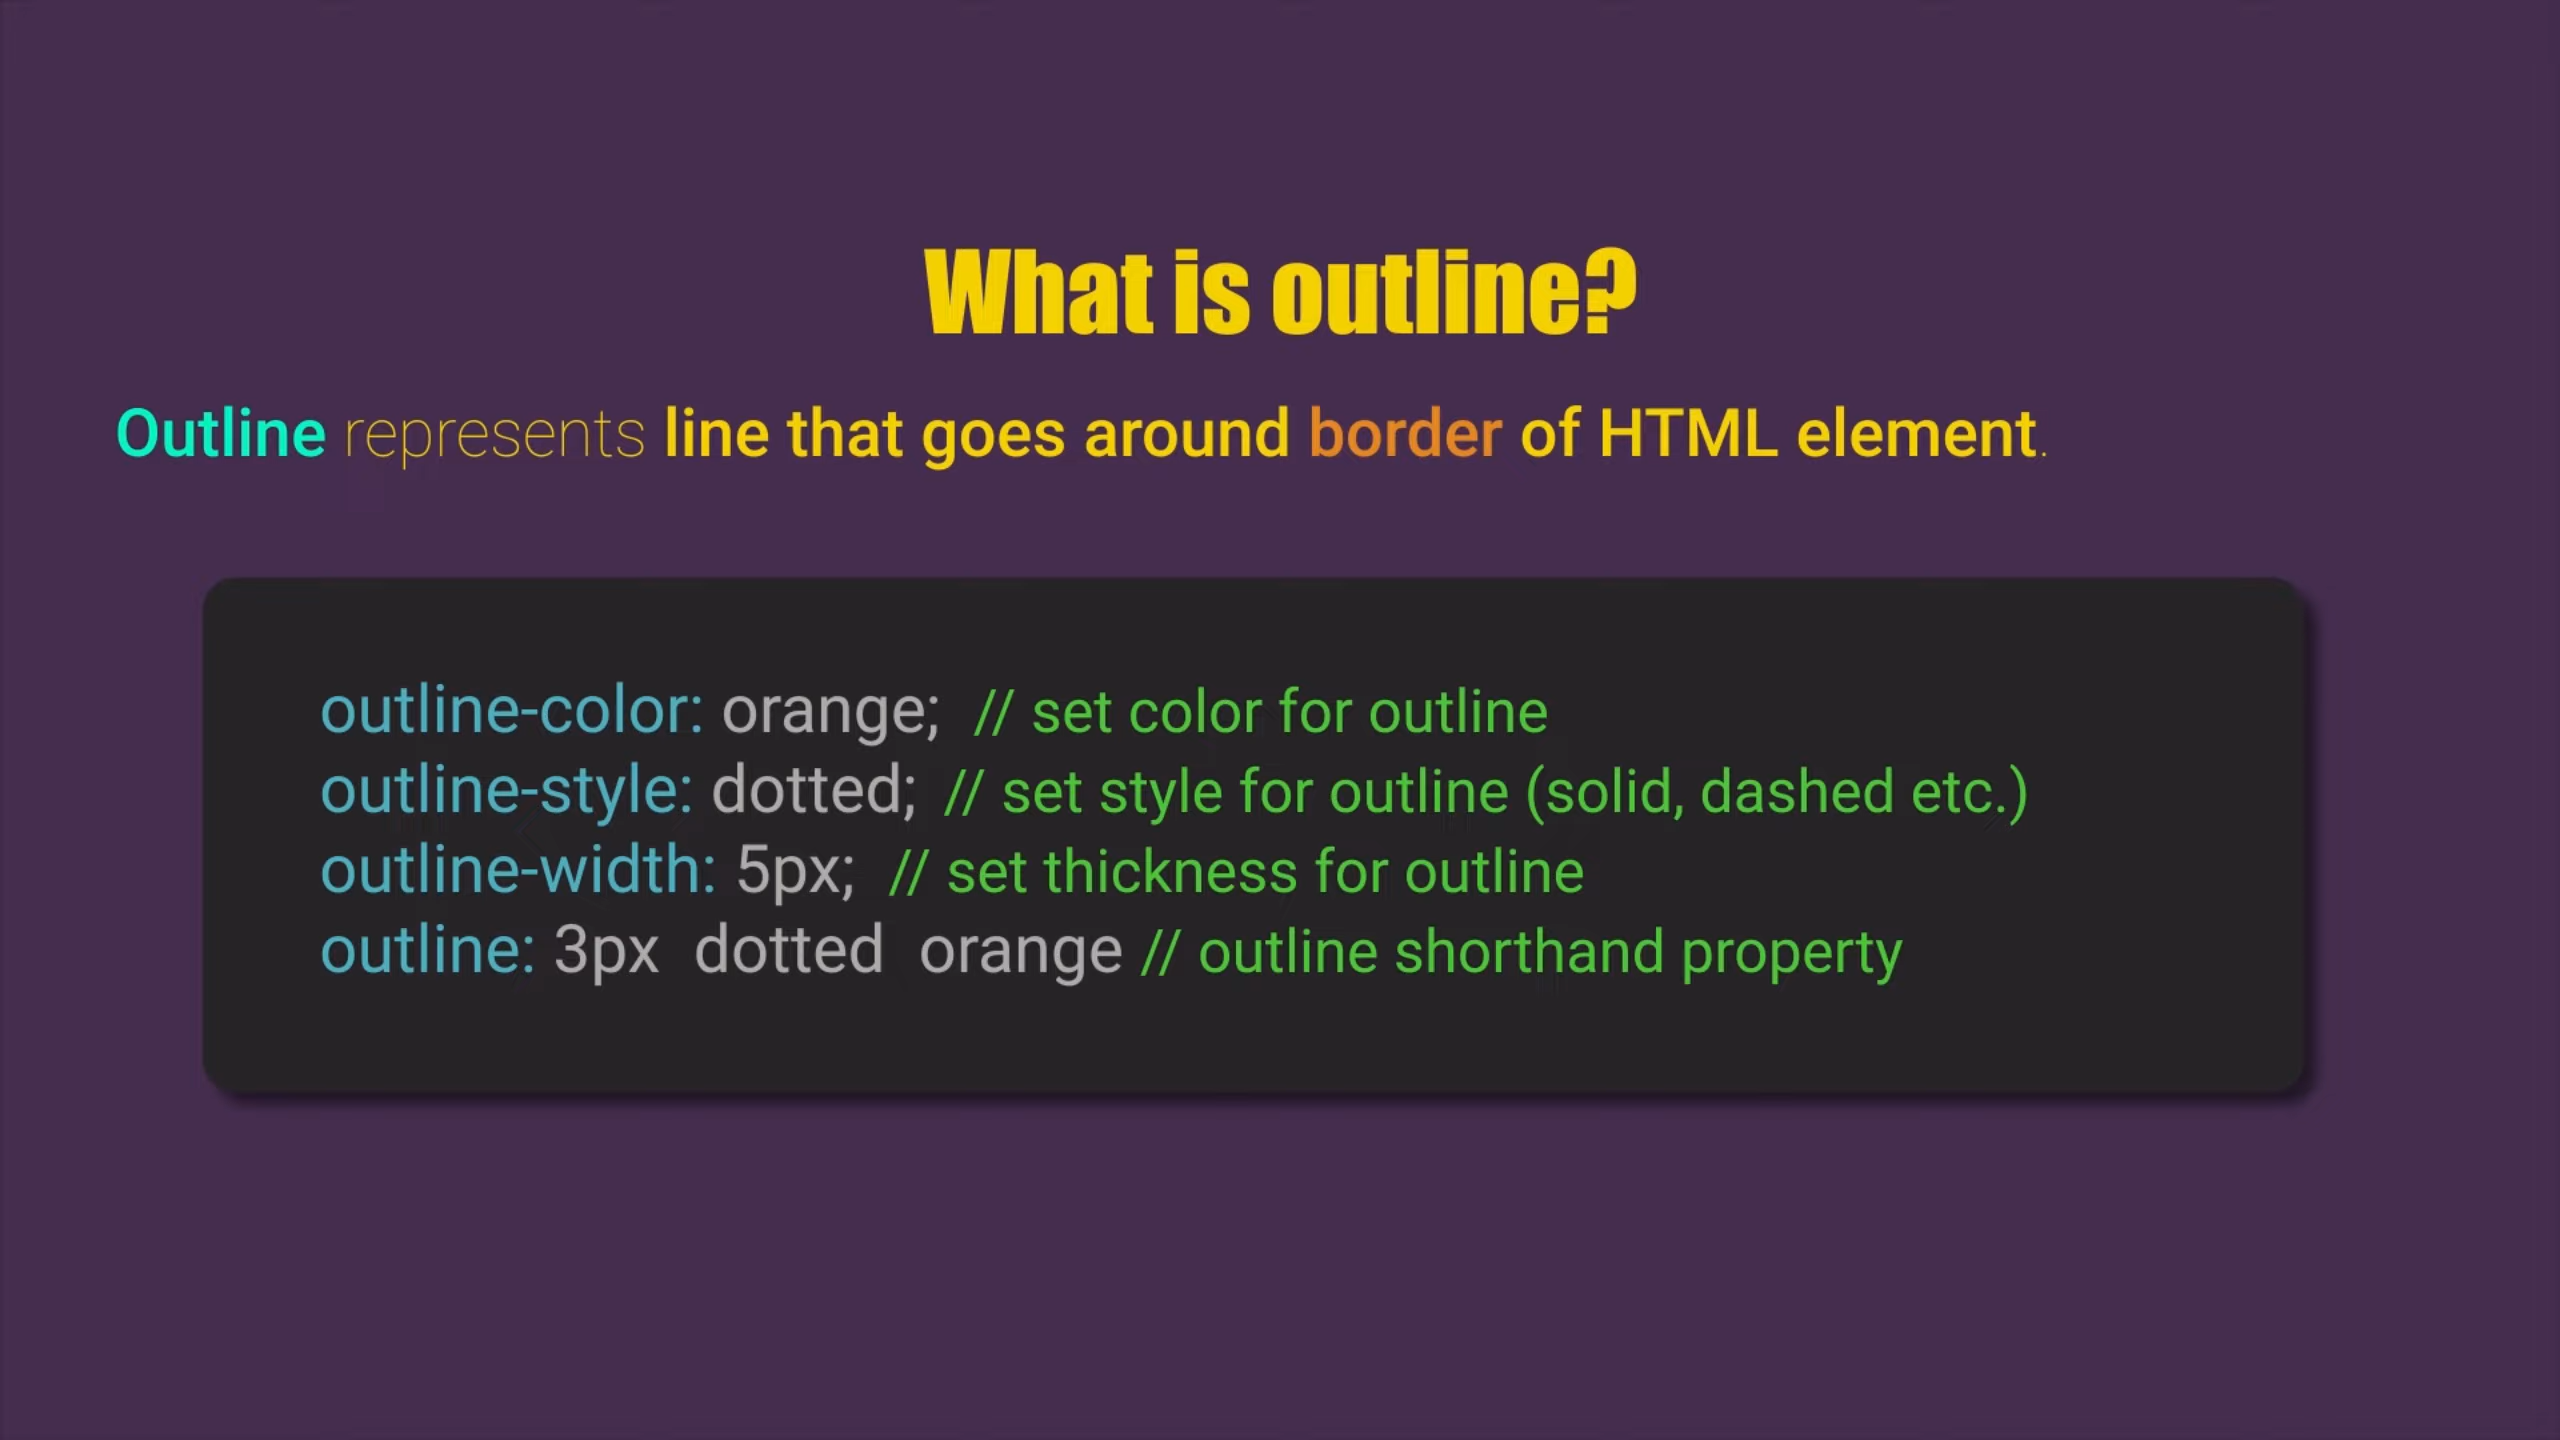 What is outline?
Outline represents line that goes around border of HTML element.
outline-color: orange; // set color for outline
outline-style: dotted; // set style for outline (solid, dashed etc.)
outline-width: 5px; // set thickness for outline
outline: 3px dotted orange // outline shorthand property